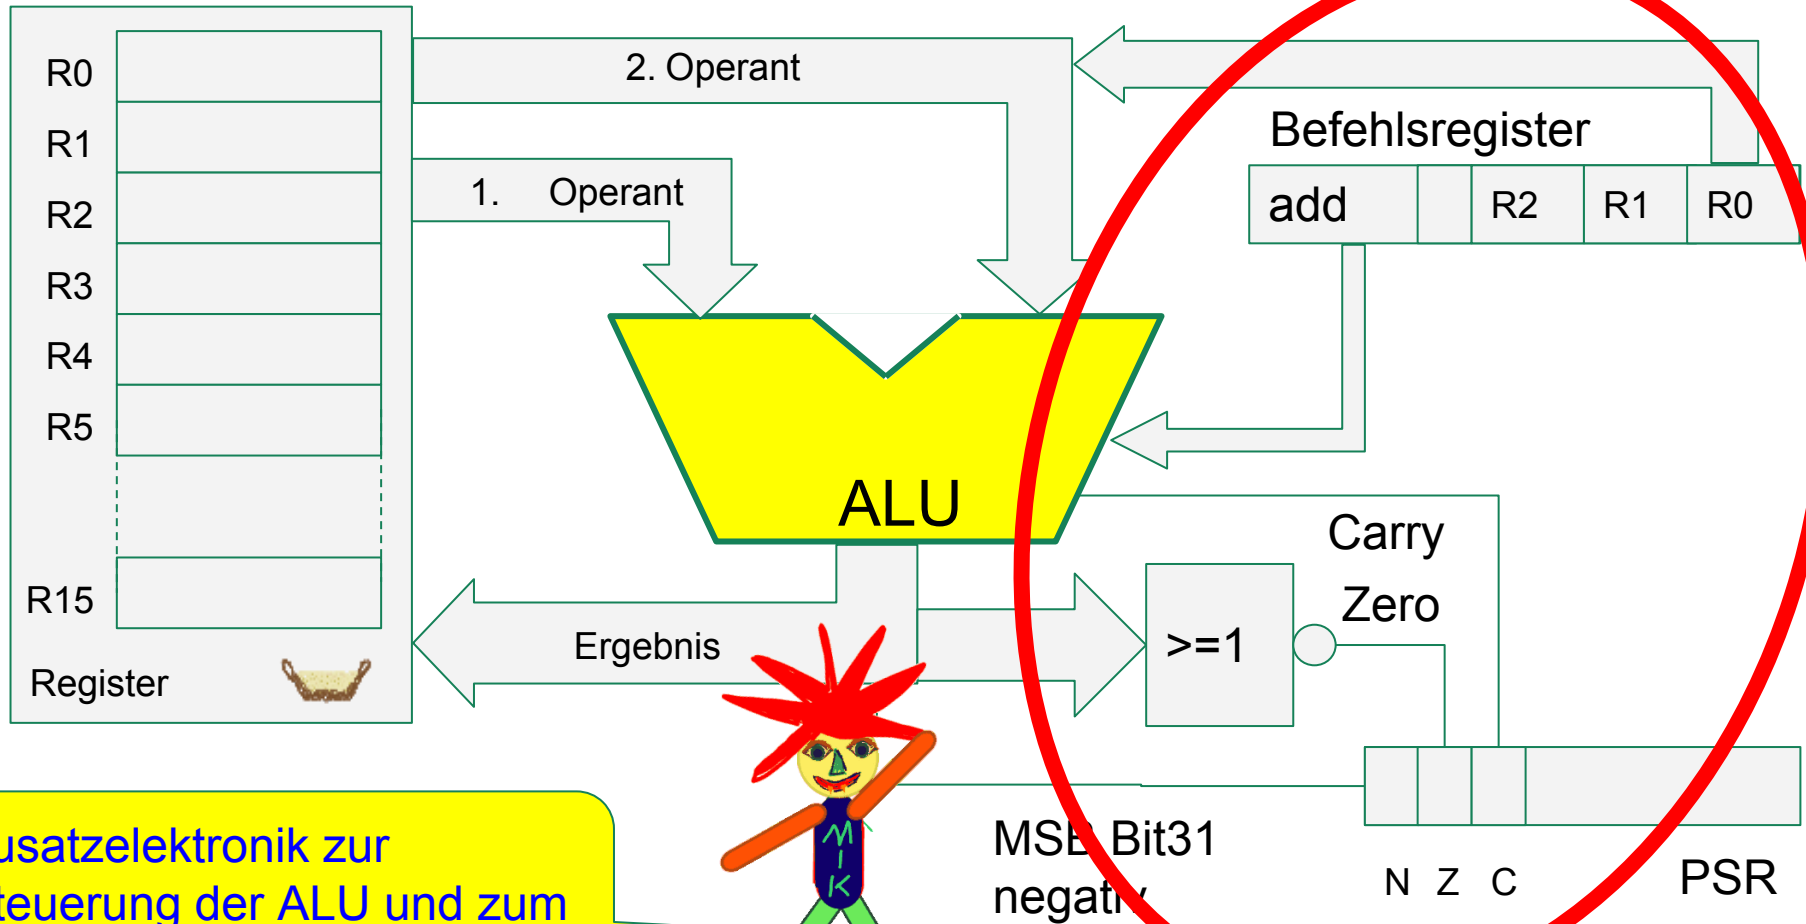 R0
R1
R2
R3
R4
R5
R15
Register
2. Operant
1. Operant
Befehlsregister
add R2 R1 R0
ALU
Carry
Zero
>=1
Ergebnis
MSB Bit31
negativ
N Z C PSR
MIK
usatzelektronik zur
teuerung der ALU und zum